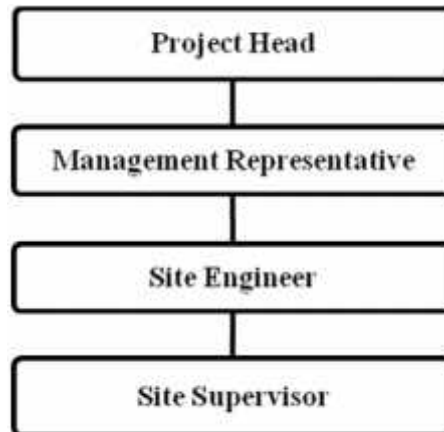 Project Head
Management Representative
Site Engineer
Site Supervisor